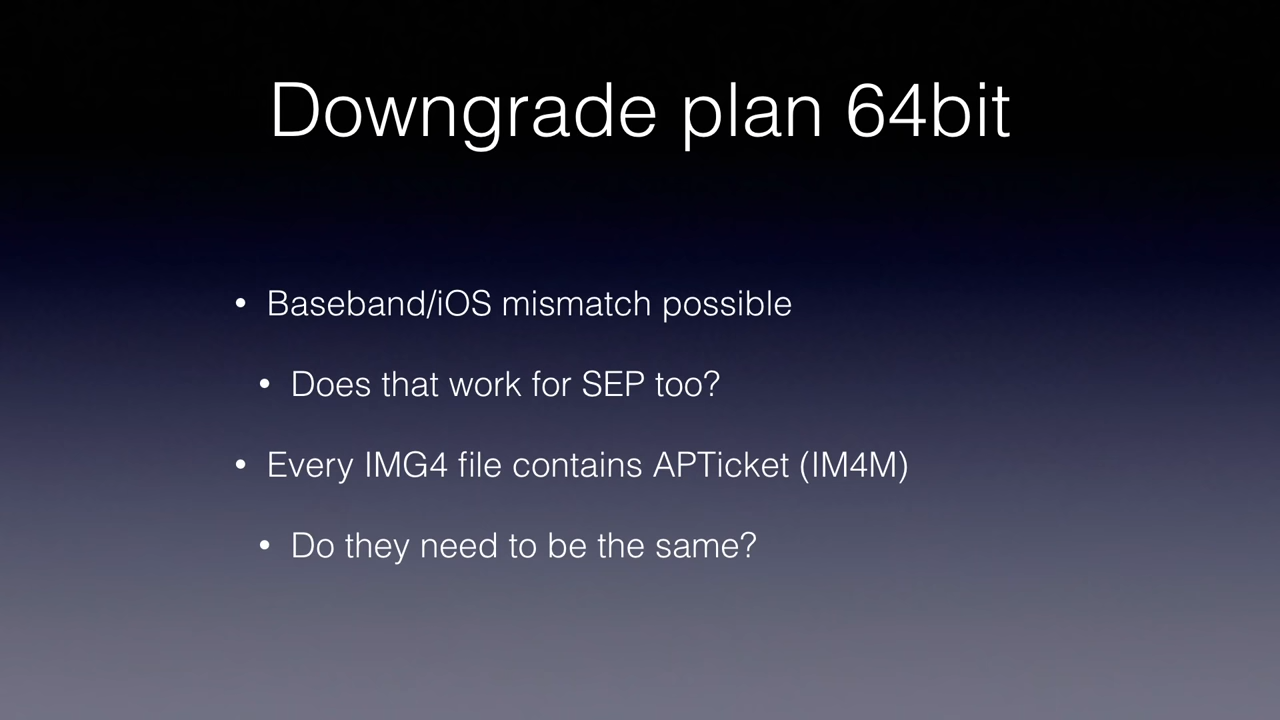 Downgrade plan 64bit
• Baseband/iOS mismatch possible
• Does that work for SEP too?
• Every IMG4 file contains APTicket (IM4M)
• Do they need to be the same?